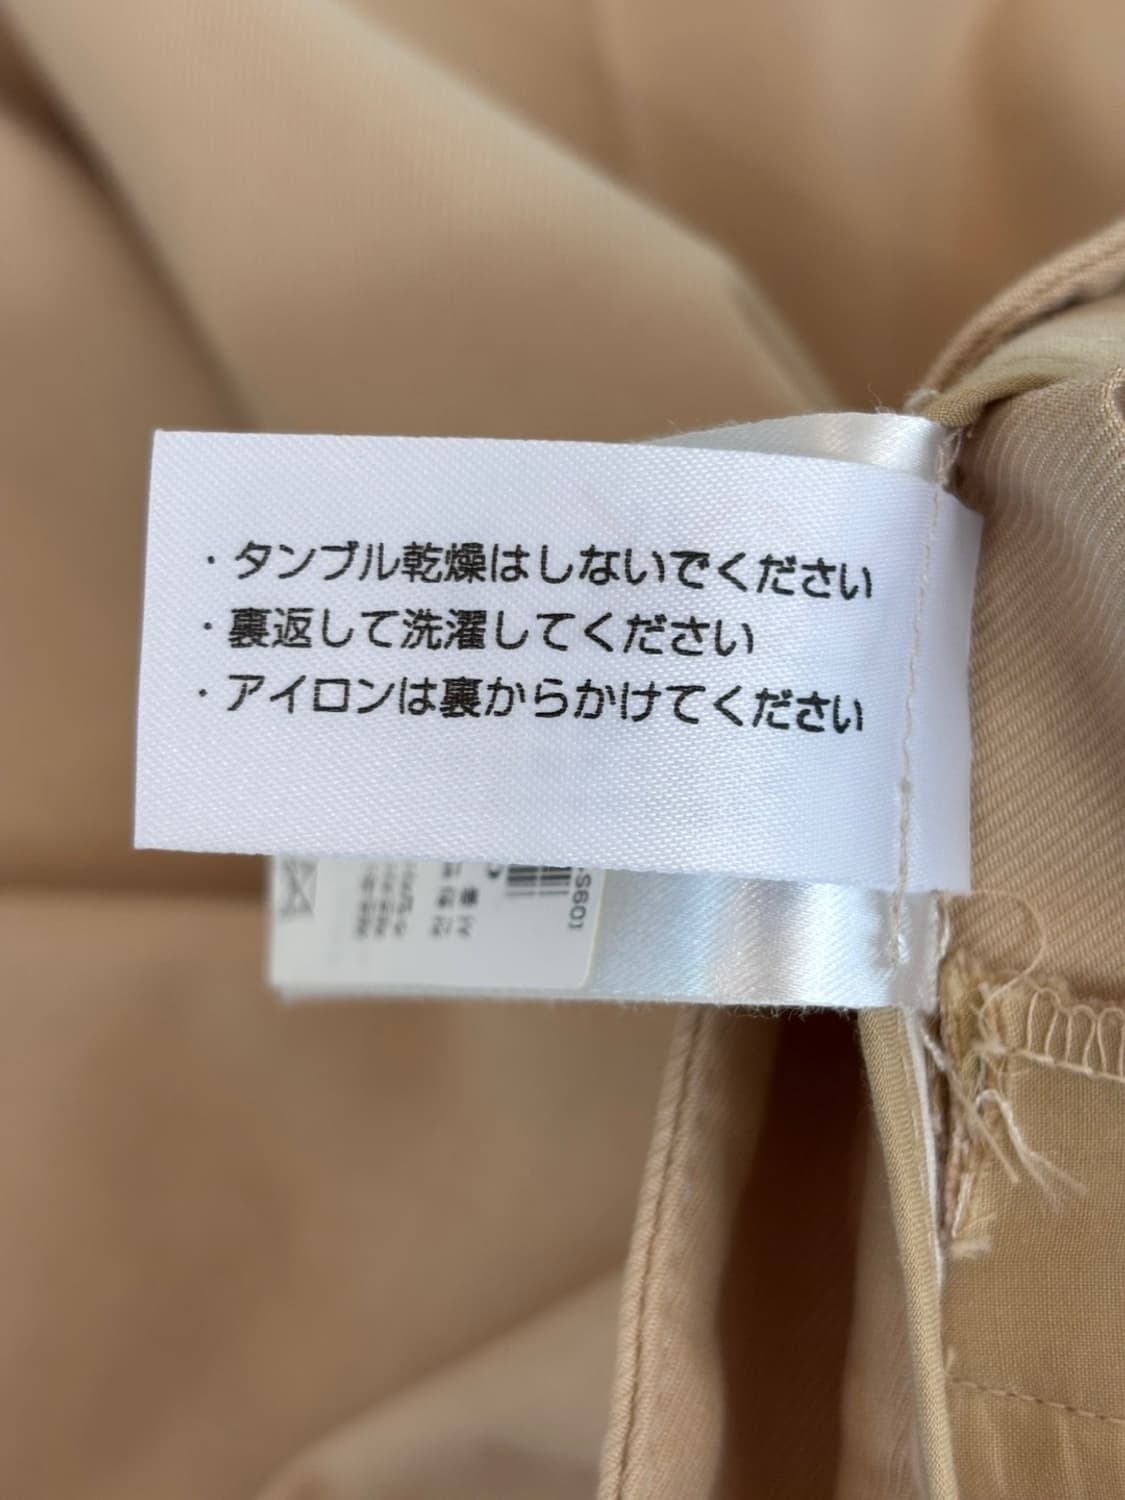 ・タンブル乾燥はしないでください
・裏返して洗濯してください
・アイロンは裏からかけてください